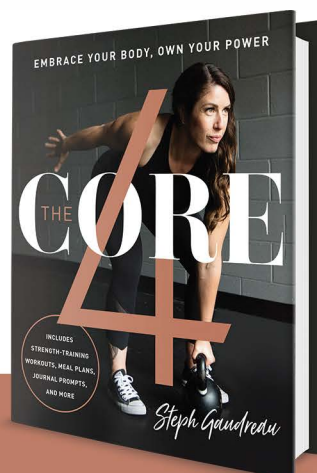 EMBRACE YOUR BODY, OWN YOUR POWER
THE CORE
4
INCLUDES
STRENGTH-TRAINING
WORKOUTS, MEAL PLANS,
JOURNAL PROMPTS,
AND MORE
Steph Gaudreau